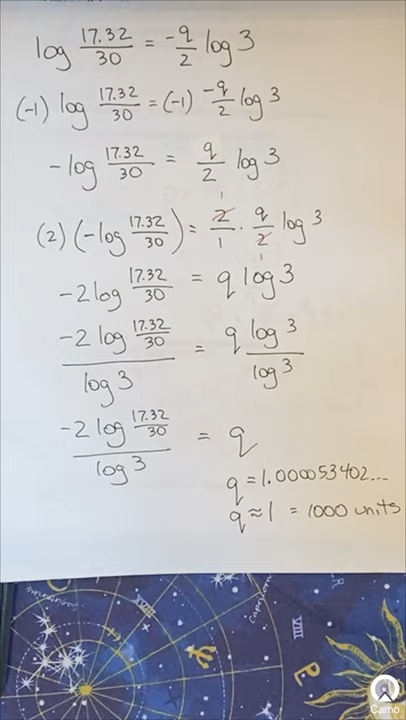 log 17.32/30 = -q/2 log 3
(-1) log 17.32/30 = (-1) -q/2 log 3
-log 17.32/30 = q/2 log 3
(2) (-log 17.32/30) = 2/1 · q/2 log 3
1
1
-2 log 17.32/30 = q log 3
-2 log 17.32/30 / log 3 = q log 3 / log 3
-2 log 17.32/30 / log 3 = q
q = 1.000053402...
q ≈ 1 = 1000 units
VIII
Camo